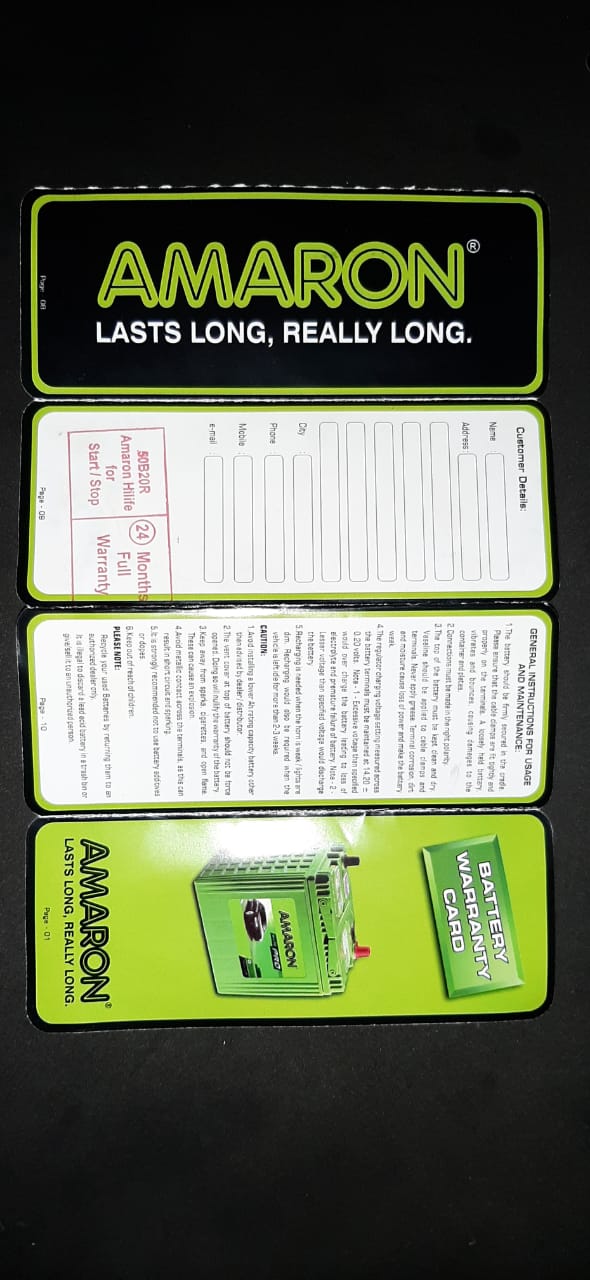 AMARON®
LASTS LONG, REALLY LONG.
Page 08
Customer Details:
Name
Address :
City :
Phone :
Mobile :
e-mail :
50B20R
Amaron Hilife
for
Start / Stop
24 Months
Full
Warranty
Page - 09
GENERAL INSTRUCTIONS FOR USAGE
AND MAINTENANCE:
1.The battery should be firmly secured in the cradle.
Please ensure that the cable clamps are fit tightly and
properly on the terminals. A loosely held battery,
vibrates and bounces, causing damages to the
container and plates.
2.Connections must be made in the right polarity.
3.The top of the battery must be kept clean and dry.
Vaseline should be applied to cable clamps and
terminals. Never apply grease. Terminal corrosion, dirt
and moisture cause loss of power and make the battery
weak.
4.The regulator charging voltage setting measured across
the battery terminals must be maintained at 14.20 ±
0.20 volts. Note - 1 - Excessive voltage than specified
would over charge the battery leading to loss of
electrolyte and premature failure of battery. Note - 2 -
Lesser voltage than specified voltage would discharge
the battery
5.Recharging is needed when the horn is weak / lights are
dim. Recharging would also be required when the
vehicle is left idle for more than 2-3 weeks.
CAUTION:
1.Avoid installing a lower Ah rating capacity battery other
than advised by dealer / distributor.
2.The vent cover at top of battery should not be force
opened. Doing so will nullify the warranty of the battery
3.Keep away from sparks, cigarettes, and open flame.
These can cause an explosion.
4.Avoid metallic contact across the terminals, as this can
result in short circuit and sparking.
5.It is strongly recommended not to use battery additives
or dopes
6.Keep out of reach of children.
PLEASE NOTE:
Recycle your used Batteries by returning them to an
authorized dealer only.
It is illegal to discard a lead acid battery in a trash bin or
give/sell it to an unauthorized person.
Page - 10
BATTERY
WARRANTY
CARD
AMARON
PRO
AMARON®
LASTS LONG, REALLY LONG.
Page - 01